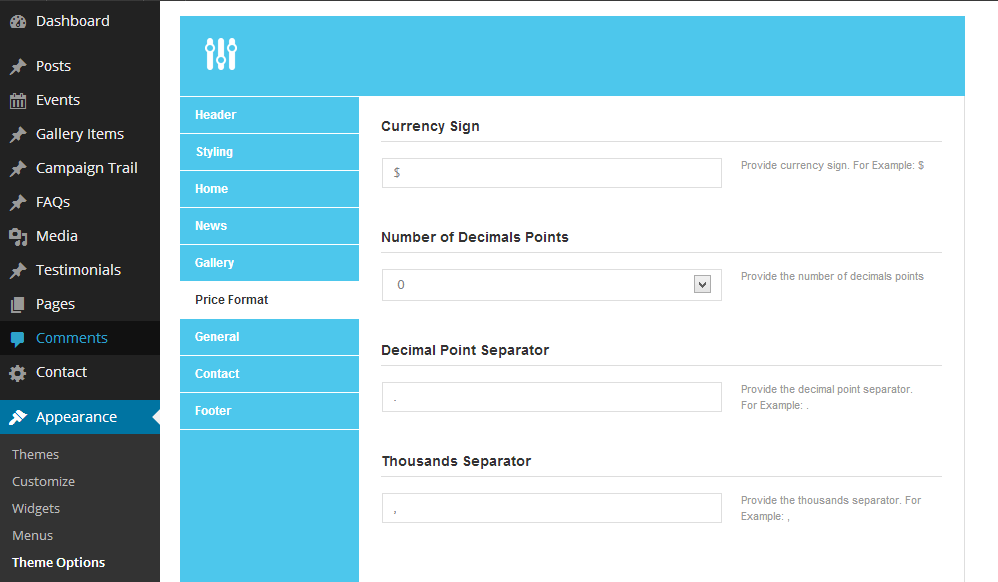 Dashboard
Posts
Events
Gallery Items
Campaign Trail
FAQs
Media
Testimonials
Pages
Comments
Contact
Appearance
Themes
Customize
Widgets
Menus
Theme Options
Header
Styling
Home
News
Gallery
Price Format
General
Contact
Footer
Currency Sign
$
Provide currency sign. For Example: $
Number of Decimals Points
0
Provide the number of decimals points
Decimal Point Separator
.
Provide the decimal point separator.
For Example: .
Thousands Separator
,
Provide the thousands separator. For
Example: ,